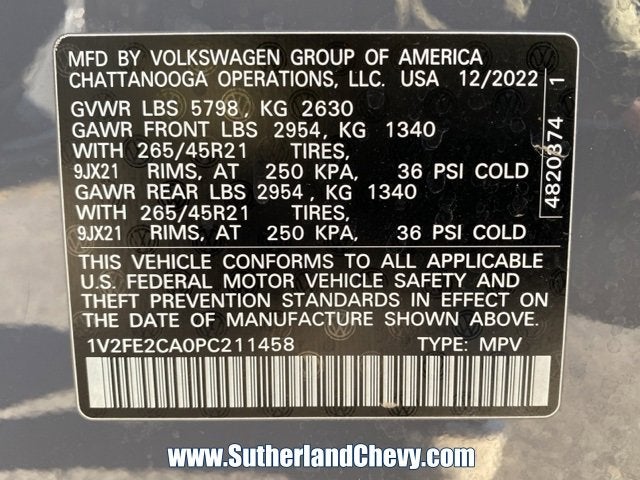 MFD BY VOLKSWAGEN GROUP OF AMERICA
CHATTANOOGA OPERATIONS, LLC. USA 12/2022
GVWR LBS 5798, KG 2630
GAWR FRONT LBS 2954, KG 1340
WITH 265/45R21 TIRES,
9JX21 RIMS, AT 250 KPA, 36 PSI COLD
GAWR REAR LBS 2954, KG 1340
WITH 265/45R21 TIRES,
9JX21 RIMS, AT 250 KPA, 36 PSI COLD
THIS VEHICLE CONFORMS TO ALL APPLICABLE
U.S. FEDERAL MOTOR VEHICLE SAFETY AND
THEFT PREVENTION STANDARDS IN EFFECT ON
THE DATE OF MANUFACTURE SHOWN ABOVE.
1V2FE2CA0PC211458 TYPE: MPV
4820374 1
www.SutherlandChevy.com